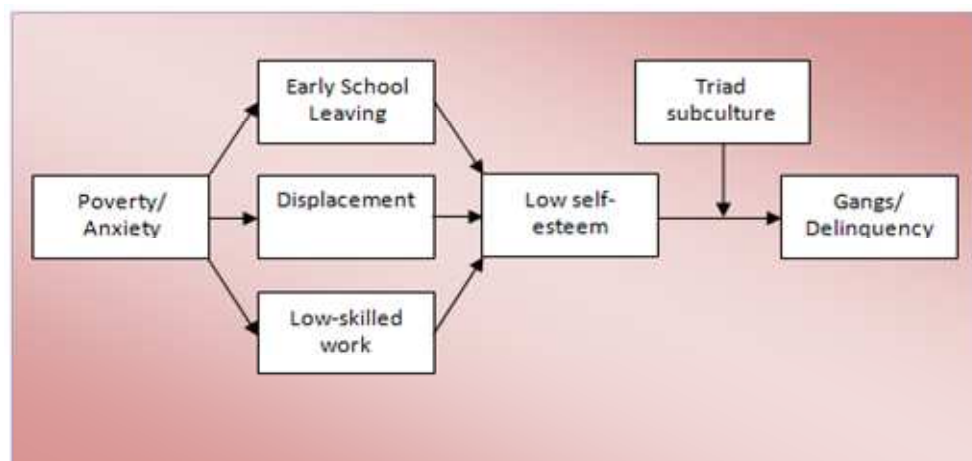 Early School
Leaving
Triad
subculture
Poverty/
Anxiety
Displacement
Low self-
esteem
Gangs/
Delinquency
Low-skilled
work